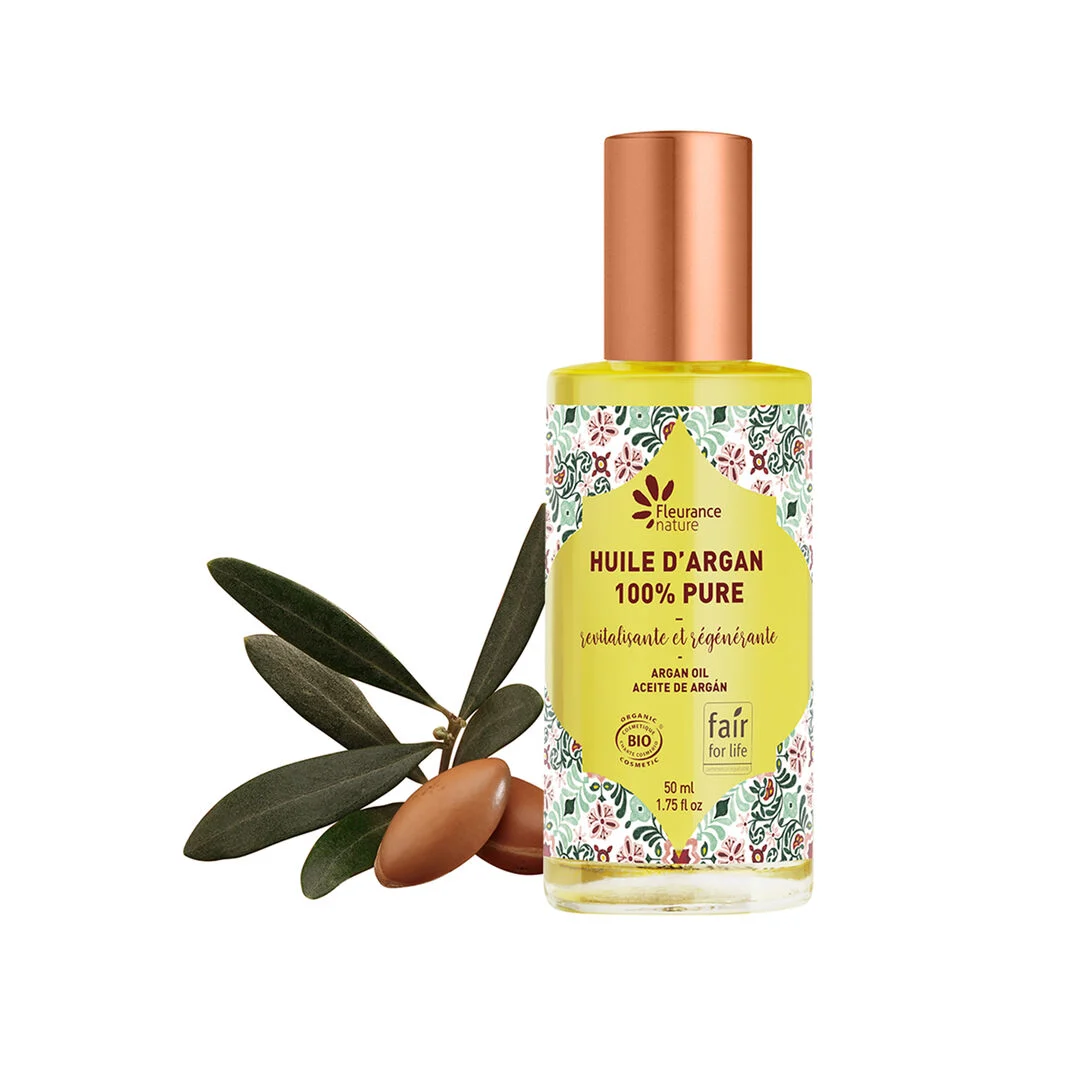 Fleurance
nature
HUILE D'ARGAN
100% PURE
revitalisante et régénérante
ARGAN OIL
ACEITE DE ARGÁN
ORGANIC
COSMETIQUE
BIO
COSMETIC
fair
for life
50 ml
1.75 fl oz